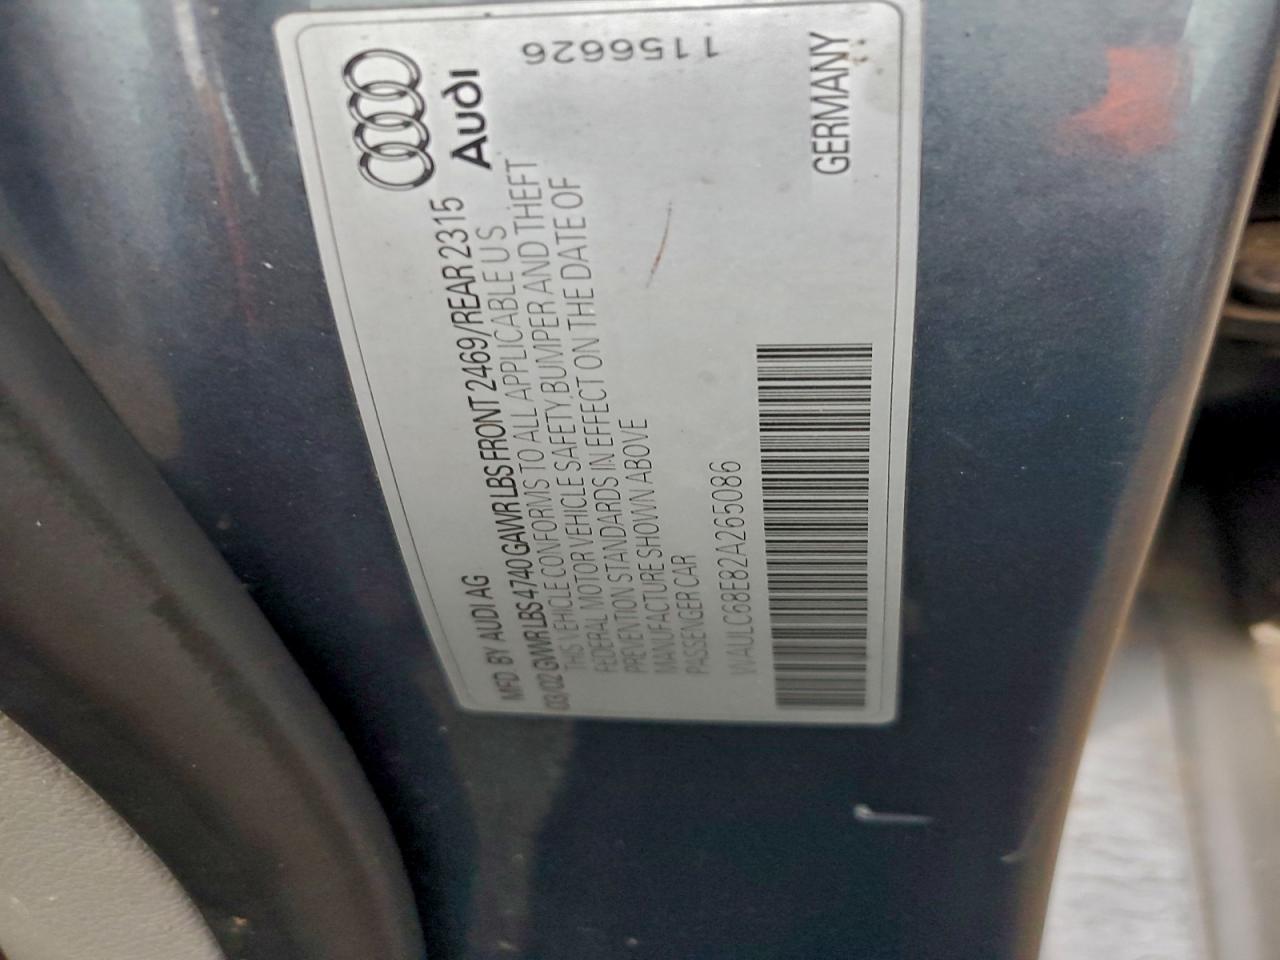 MFD BY AUDI AG
03/02 GVWR LBS 4740 GAWR LBS FRONT 2469/REAR 2315
THIS VEHICLE CONFORMS TO ALL APPLICABLE U S
FEDERAL MOTOR VEHICLE SAFETY,BUMPER AND THEFT
PREVENTION STANDARDS IN EFFECT ON THE DATE OF
MANUFACTURE SHOWN ABOVE
PASSENGER CAR
WAULC68E82A265086
Audi
1156626
GERMANY